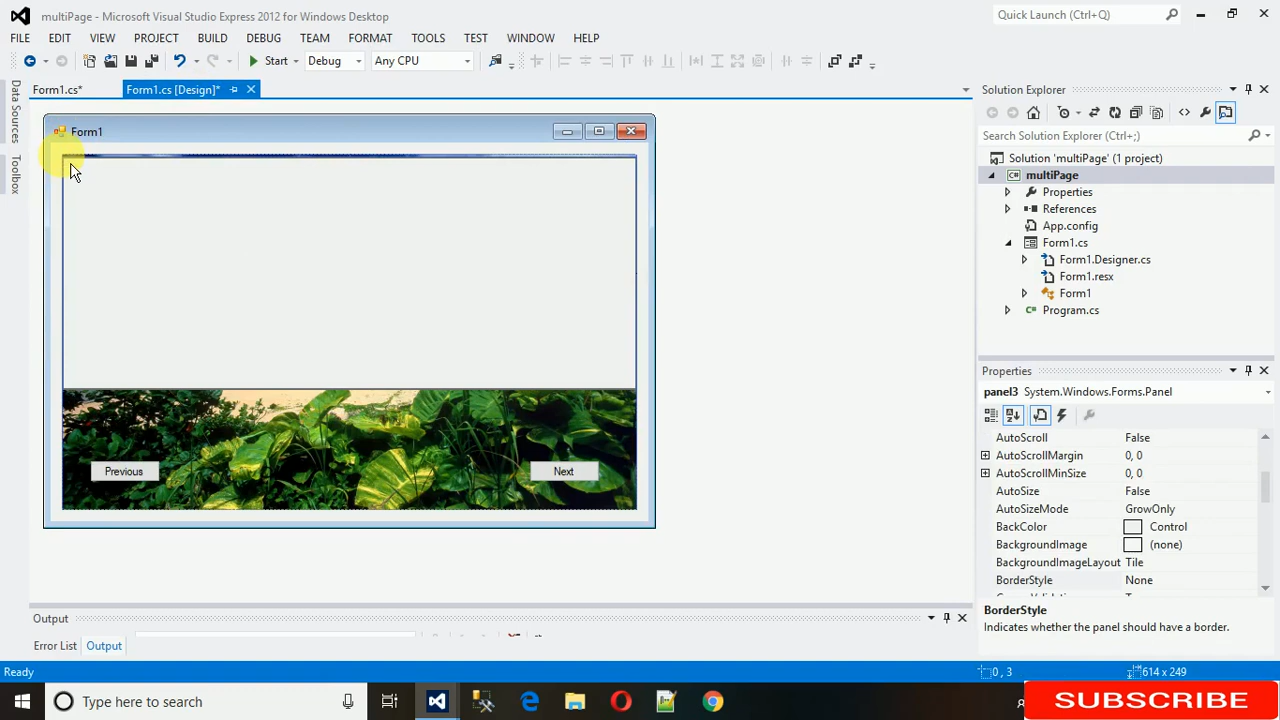 multiPage - Microsoft Visual Studio Express 2012 for Windows Desktop
Quick Launch (Ctrl+Q)
FILE EDIT VIEW PROJECT BUILD DEBUG TEAM FORMAT TOOLS TEST WINDOW HELP
Start Debug Any CPU
Data Sources
Toolbox
Form1.cs* Form1.cs [Design]*
Form1
Previous
Next
Solution Explorer
Search Solution Explorer (Ctrl+;)
Solution 'multiPage' (1 project)
multiPage
Properties
References
App.config
Form1.cs
Form1.Designer.cs
Form1.resx
Form1
Program.cs
Properties
panel3 System.Windows.Forms.Panel
AutoScroll False
AutoScrollMargin 0, 0
AutoScrollMinSize 0, 0
AutoSize False
AutoSizeMode GrowOnly
BackColor Control
BackgroundImage (none)
BackgroundImageLayout Tile
BorderStyle None
BorderStyle
Indicates whether the panel should have a border.
Output
Error List Output
Ready
0 , 3
614 x 249
Type here to search
SUBSCRIBE